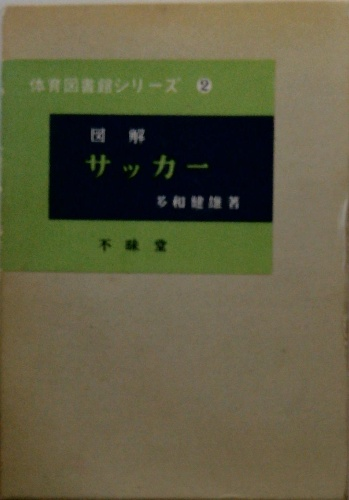 体育図書館シリーズ ②
図解
サッカー
多和健雄著
不昧堂